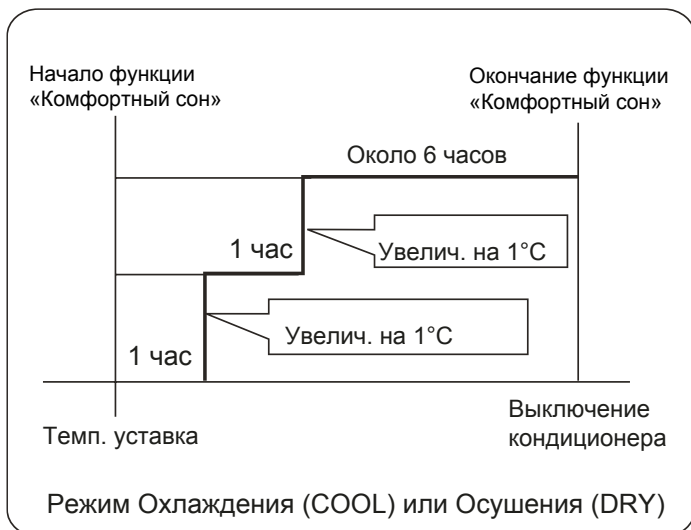 Начало функции
«Комфортный сон»
Окончание функции
«Комфортный сон»
Около 6 часов
1 час
Увелич. на 1°C
1 час
Увелич. на 1°C
Темп. уставка
Выключение
кондиционера
Режим Охлаждения (COOL) или Осушения (DRY)